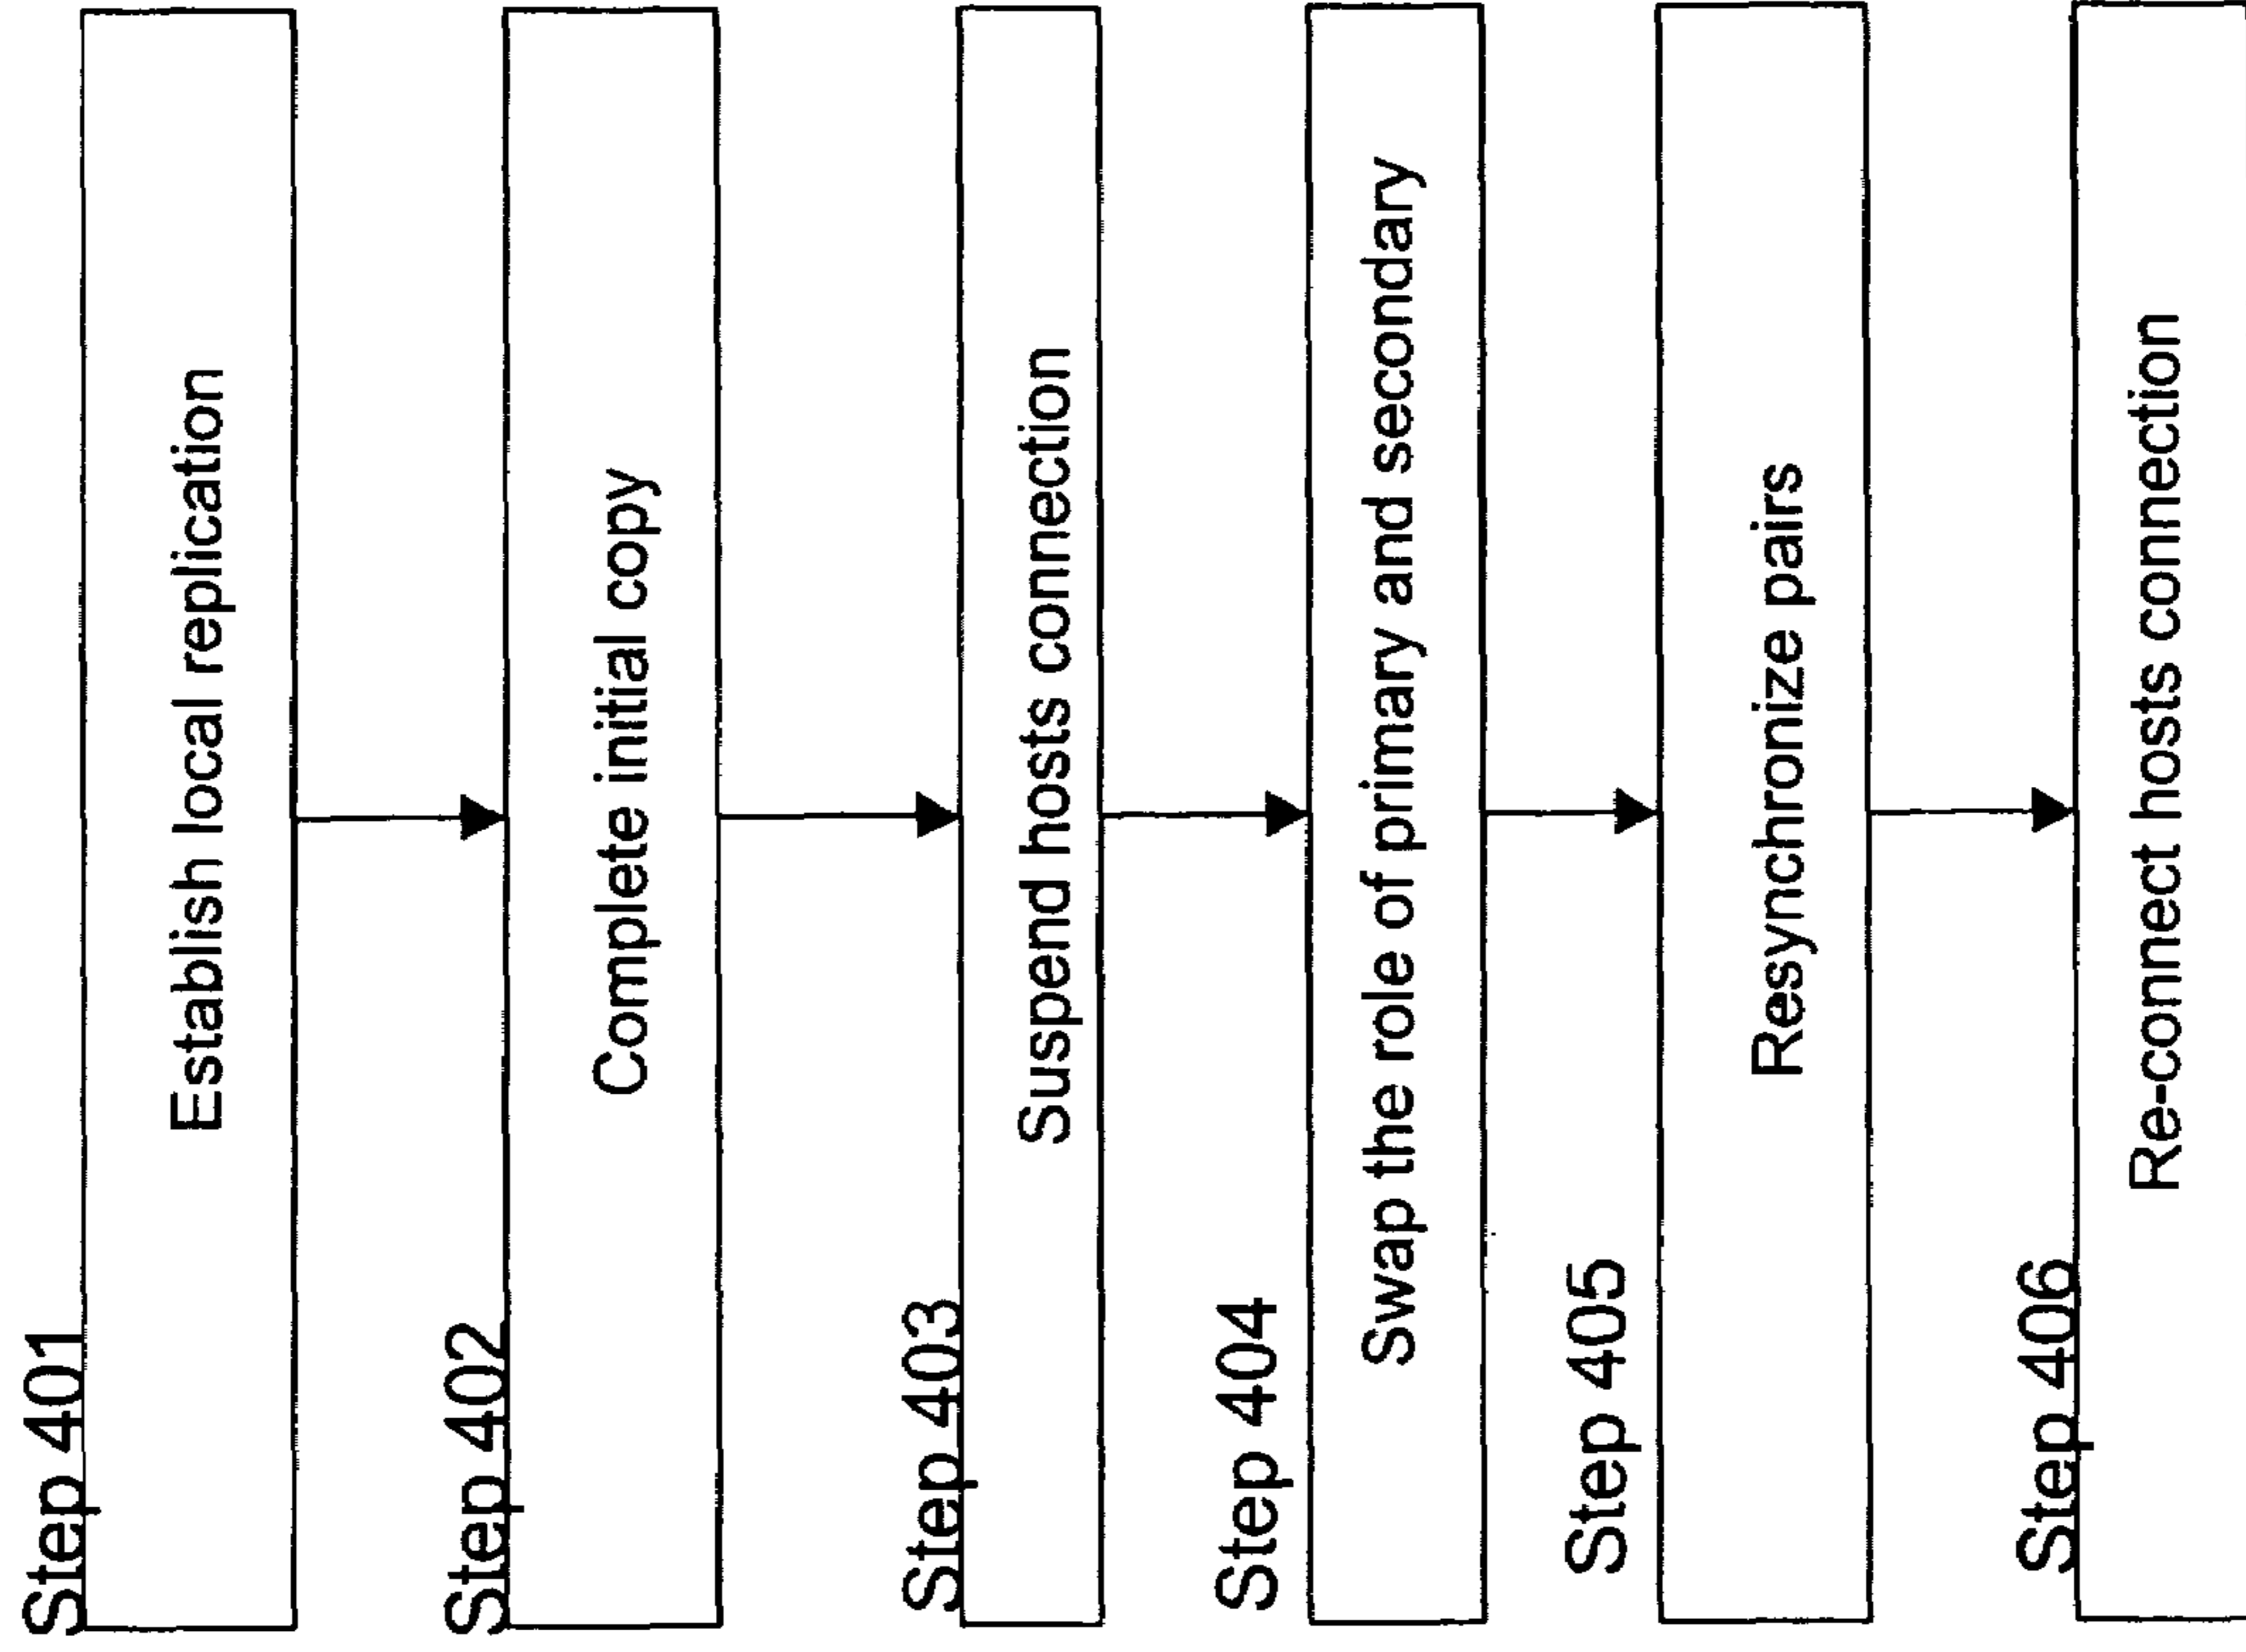 Step 401
Establish local replication
Step 402
Complete initial copy
Step 403
Suspend hosts connection
Step 404
Swap the role of primary and secondary
Step 405
Resynchronize pairs
Step 406
Re-connect hosts connection